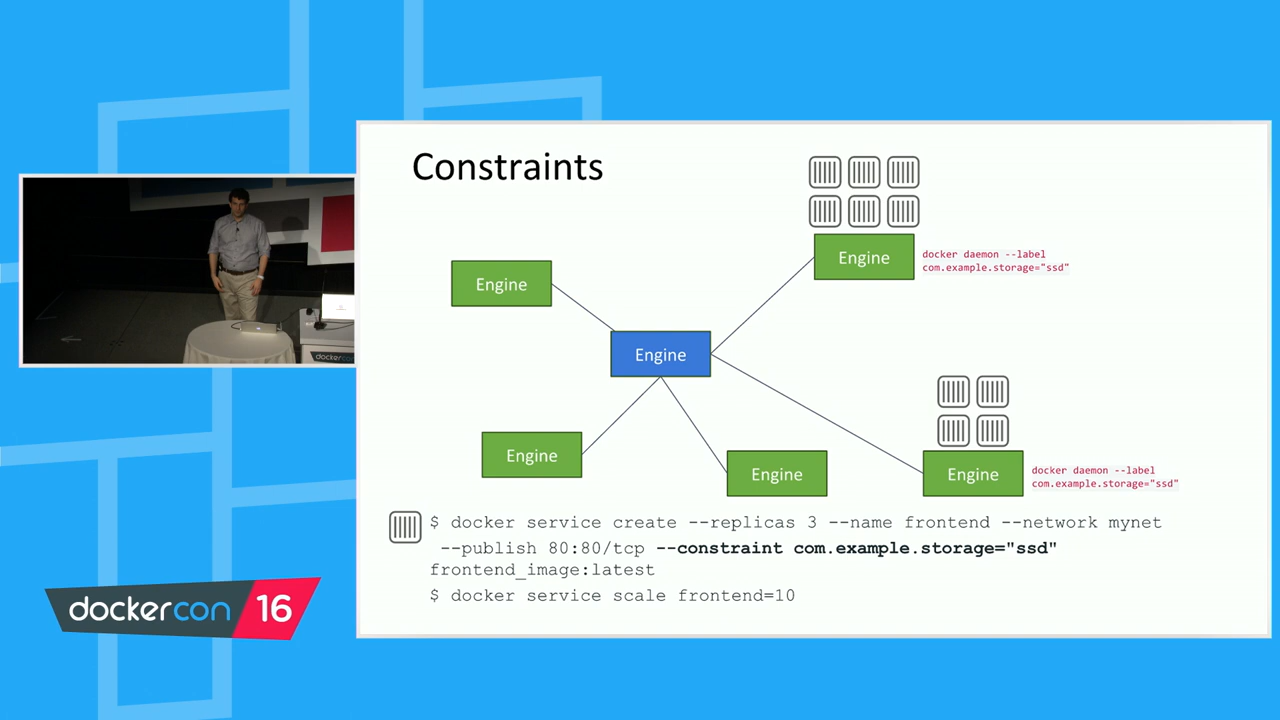 Constraints
Engine
docker daemon --label
com.example.storage="ssd"
Engine
Engine
Engine
Engine
Engine
docker daemon --label
com.example.storage="ssd"
$ docker service create --replicas 3 --name frontend --network mynet
--publish 80:80/tcp --constraint com.example.storage="ssd"
frontend_image:latest
$ docker service scale frontend=10
dockercon 16
dockercon